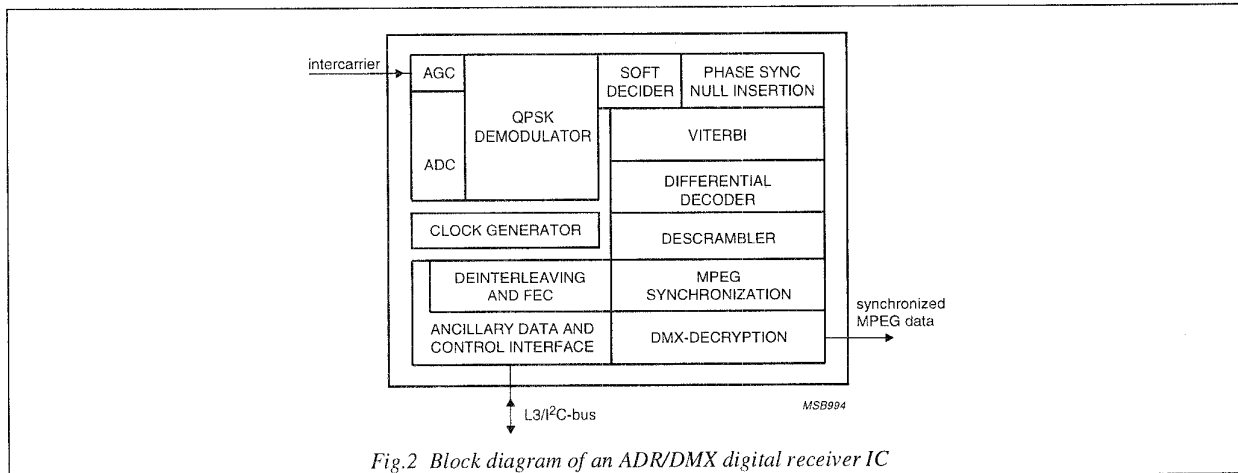 intercarrier
AGC
ADC
QPSK
DEMODULATOR
SOFT
DECIDER
PHASE SYNC
NULL INSERTION
VITERBI
DIFFERENTIAL
DECODER
CLOCK GENERATOR
DESCRAMBLER
DEINTERLEAVING
AND FEC
MPEG
SYNCHRONIZATION
ANCILLARY DATA AND
CONTROL INTERFACE
DMX-DECRYPTION
synchronized
MPEG data
L3/I²C-bus
MSB994
Fig.2 Block diagram of an ADR/DMX digital receiver IC